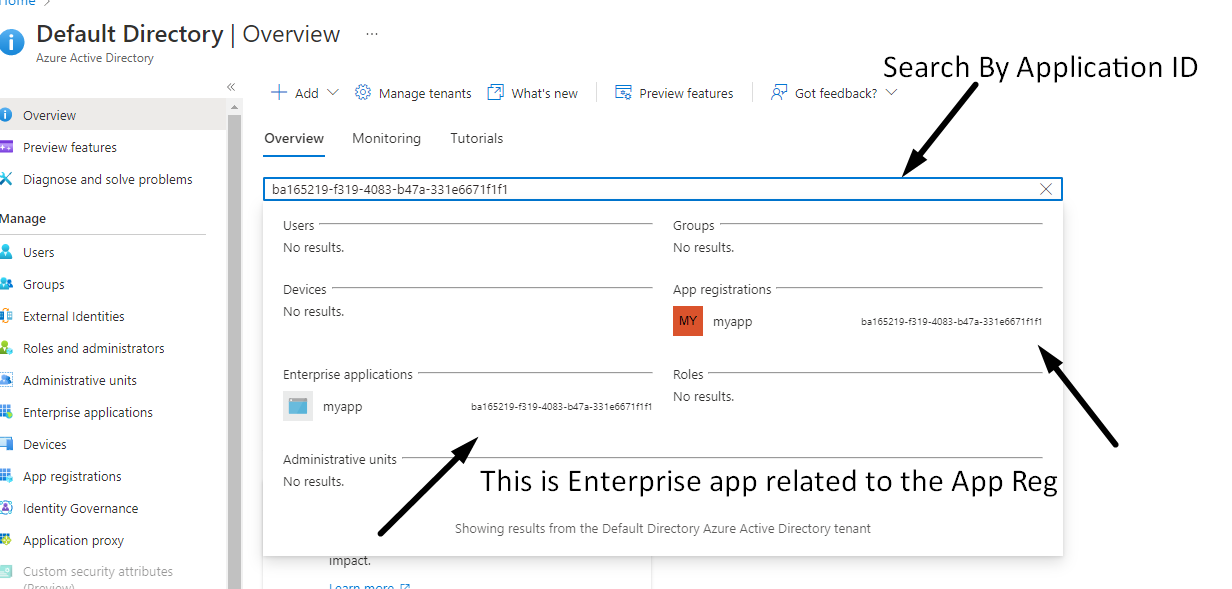 Home
Default Directory | Overview ...
Azure Active Directory
Search By Application ID
«
Add
Manage tenants
What's new
Preview features
Got feedback?
Overview
Preview features
Diagnose and solve problems
Manage
Users
Groups
External Identities
Roles and administrators
Administrative units
Enterprise applications
Devices
App registrations
Identity Governance
Application proxy
Custom security attributes
(Preview)
Overview
Monitoring
Tutorials
ba165219-f319-4083-b47a-331e6671f1f1
Users
No results.
Groups
No results.
Devices
No results.
App registrations
MY
myapp
ba165219-f319-4083-b47a-331e6671f1f1
Enterprise applications
myapp
ba165219-f319-4083-b47a-331e6671f1f1
Roles
No results.
Administrative units
No results.
This is Enterprise app related to the App Reg
Showing results from the Default Directory Azure Active Directory tenant
impact.
Learn more